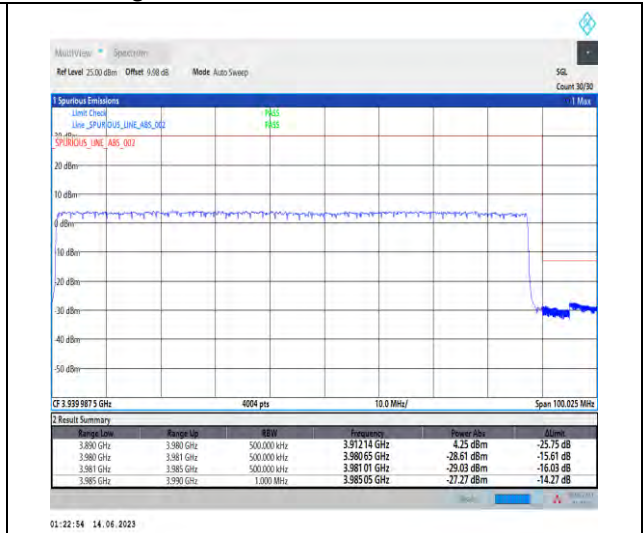 MultiView Spectrum
Ref Level 25.00 dBm Offset 9.98 dB Mode Auto Sweep SGL
Count 30/30
1 Spurious Emissions 1 Max
Limit Check PASS
Line _SPURIOUS_LINE_ABS_002 PASS
_SPURIOUS_LINE_ABS_002
20 dBm
10 dBm
0 dBm
-10 dBm
-20 dBm
-30 dBm
-40 dBm
-50 dBm
CF 3.939 987 5 GHz 4004 pts 10.0 MHz/ Span 100.025 MHz
2 Result Summary
Range Low Range Up RBW Frequency Power Abs ΔLimit
3.890 GHz 3.980 GHz 500.000 kHz 3.912 14 GHz 4.25 dBm -25.75 dB
3.980 GHz 3.981 GHz 500.000 kHz 3.980 65 GHz -28.61 dBm -15.61 dB
3.981 GHz 3.985 GHz 500.000 kHz 3.981 01 GHz -29.03 dBm -16.03 dB
3.985 GHz 3.990 GHz 1.000 MHz 3.985 05 GHz -27.27 dBm -14.27 dB
01:22:54 14.06.2023